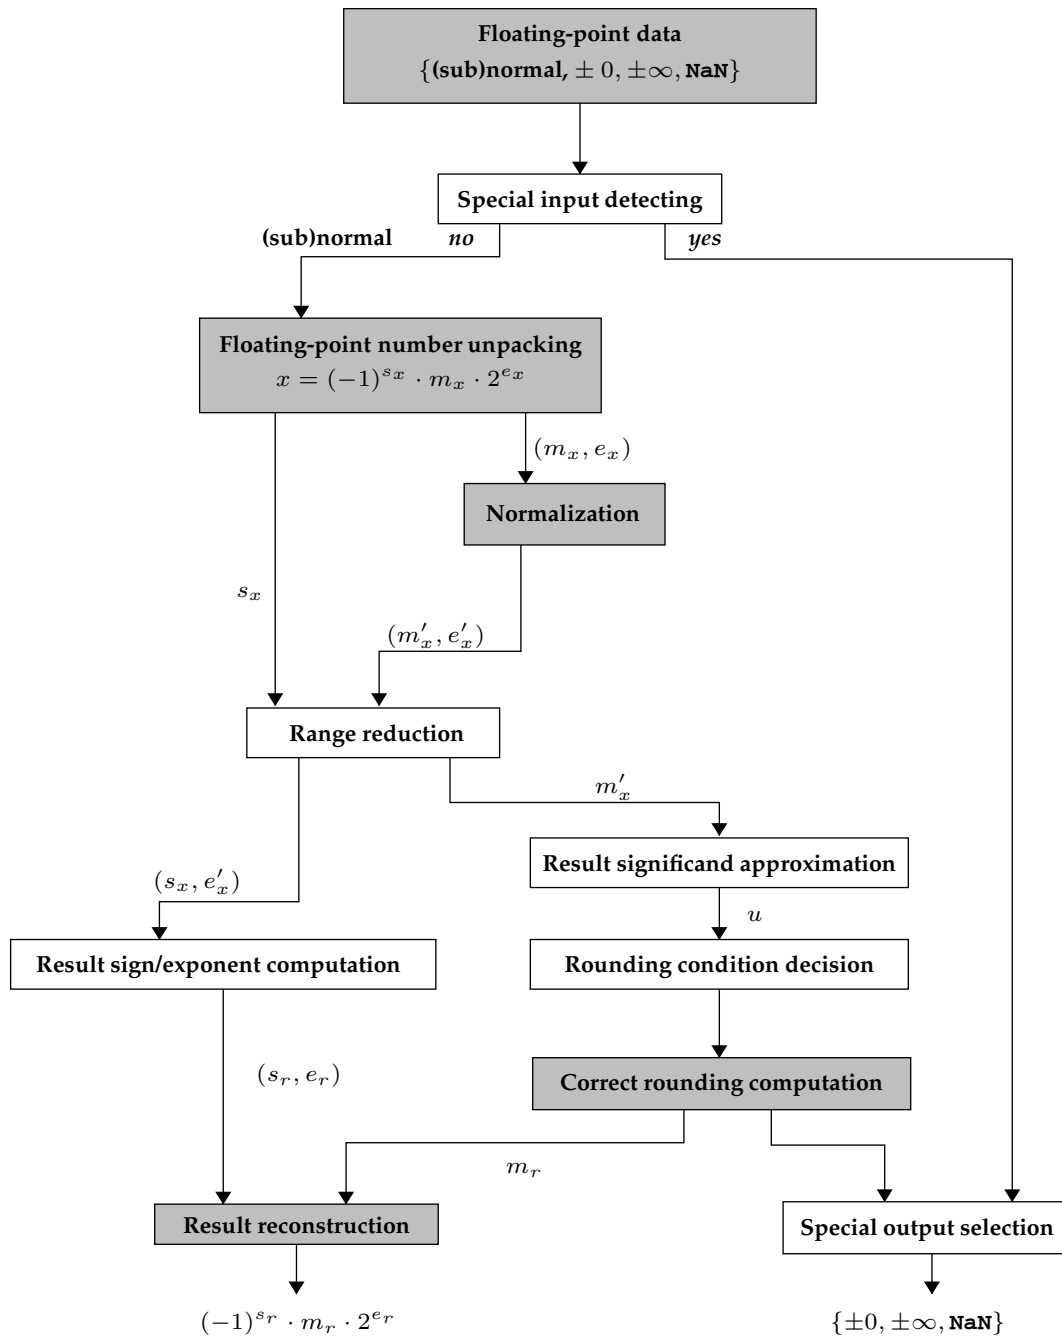 Floating-point data
{(sub)normal, ± 0, ±∞, NaN}
Special input detecting
(sub)normal no yes
Floating-point number unpacking
x = (−1)^{s_x} · m_x · 2^{e_x}
(m_x, e_x)
Normalization
s_x
(m′_x, e′_x)
Range reduction
m′_x
Result significand approximation
(s_x, e′_x)
u
Result sign/exponent computation
Rounding condition decision
(s_r, e_r)
Correct rounding computation
m_r
Result reconstruction
Special output selection
(−1)^{s_r} · m_r · 2^{e_r}
{±0, ±∞, NaN}